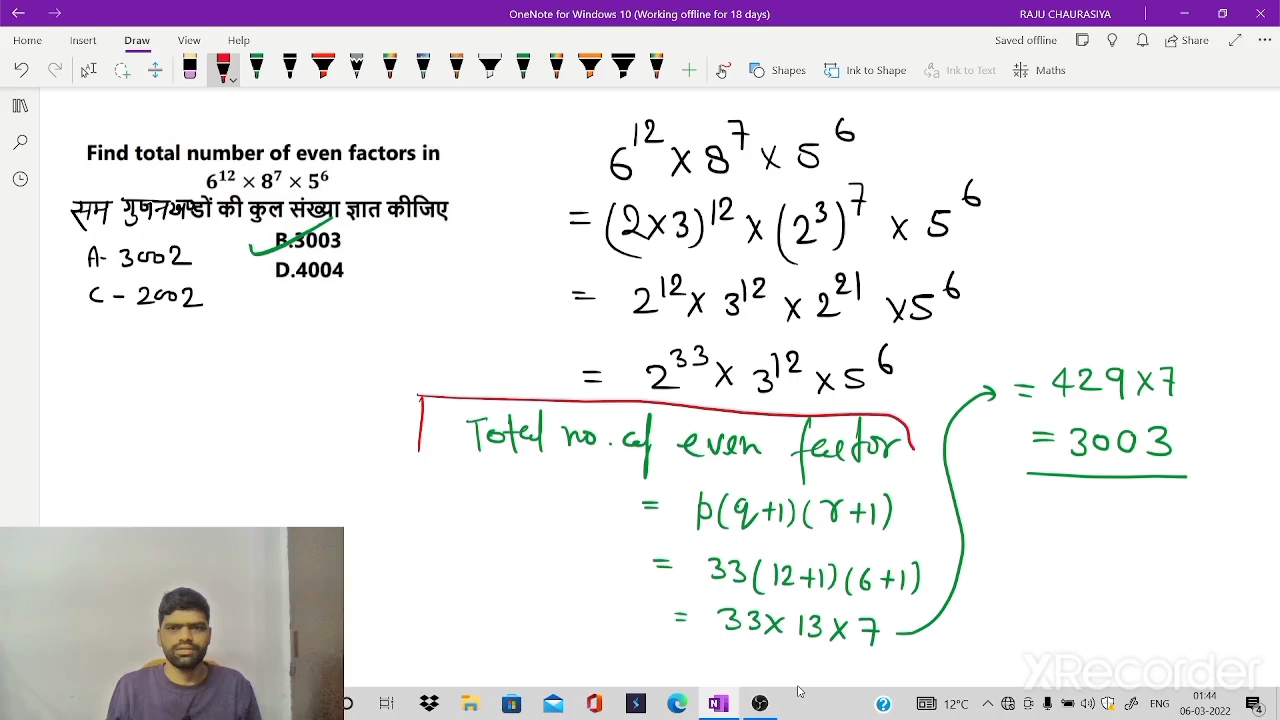 OneNote for Windows 10 (Working offline for 18 days)
RAJU CHAURASIYA
Home Insert Draw View Help
Saved offline Share
Shapes Ink to Shape Ink to Text Maths
Find total number of even factors in
6¹² × 8⁷ × 5⁶
सम गुणनखण्डों की कुल संख्या ज्ञात कीजिए
B.3003
A- 3002
D.4004
C - 2002
6¹² × 8⁷ × 5⁶
= (2×3)¹² × (2³)⁷ × 5⁶
= 2¹² × 3¹² × 2²¹ × 5⁶
= 2³³ × 3¹² × 5⁶
Total no. of even factor
= p(q+1)(r+1)
= 33(12+1)(6+1)
= 33 × 13 × 7
= 429 × 7
= 3003
XRecorder
12°C ENG 01:44
06-03-2022
4